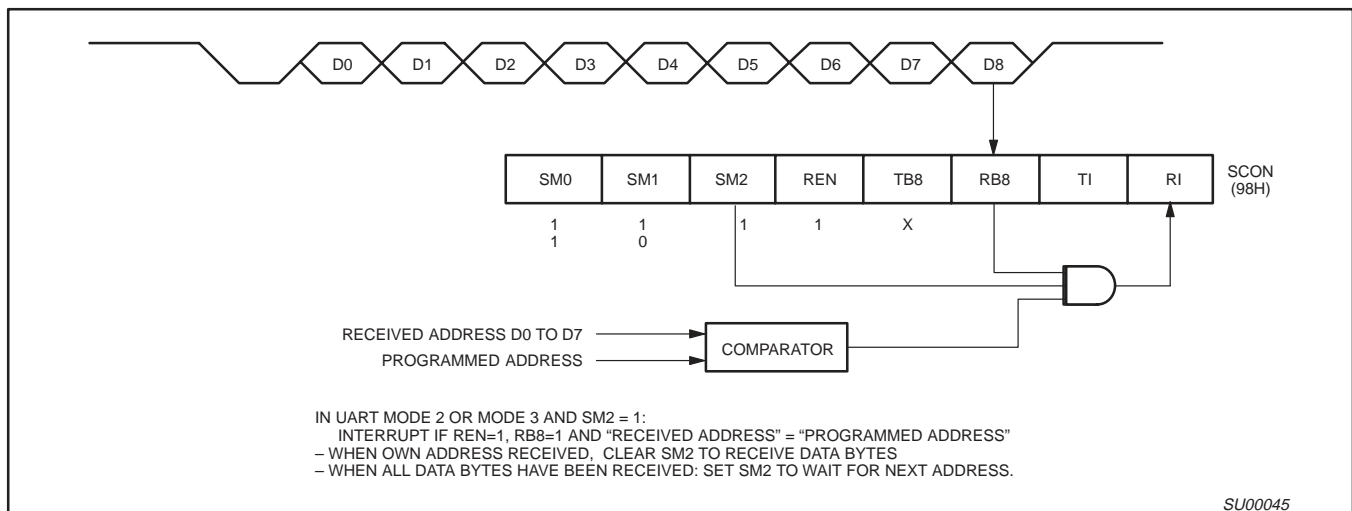 D0 D1 D2 D3 D4 D5 D6 D7 D8
SM0 SM1 SM2 REN TB8 RB8 TI RI
SCON
(98H)
1 1 1 1 X
1 0
RECEIVED ADDRESS D0 TO D7
PROGRAMMED ADDRESS
COMPARATOR
IN UART MODE 2 OR MODE 3 AND SM2 = 1:
INTERRUPT IF REN=1, RB8=1 AND “RECEIVED ADDRESS” = “PROGRAMMED ADDRESS”
– WHEN OWN ADDRESS RECEIVED, CLEAR SM2 TO RECEIVE DATA BYTES
– WHEN ALL DATA BYTES HAVE BEEN RECEIVED: SET SM2 TO WAIT FOR NEXT ADDRESS.
SU00045